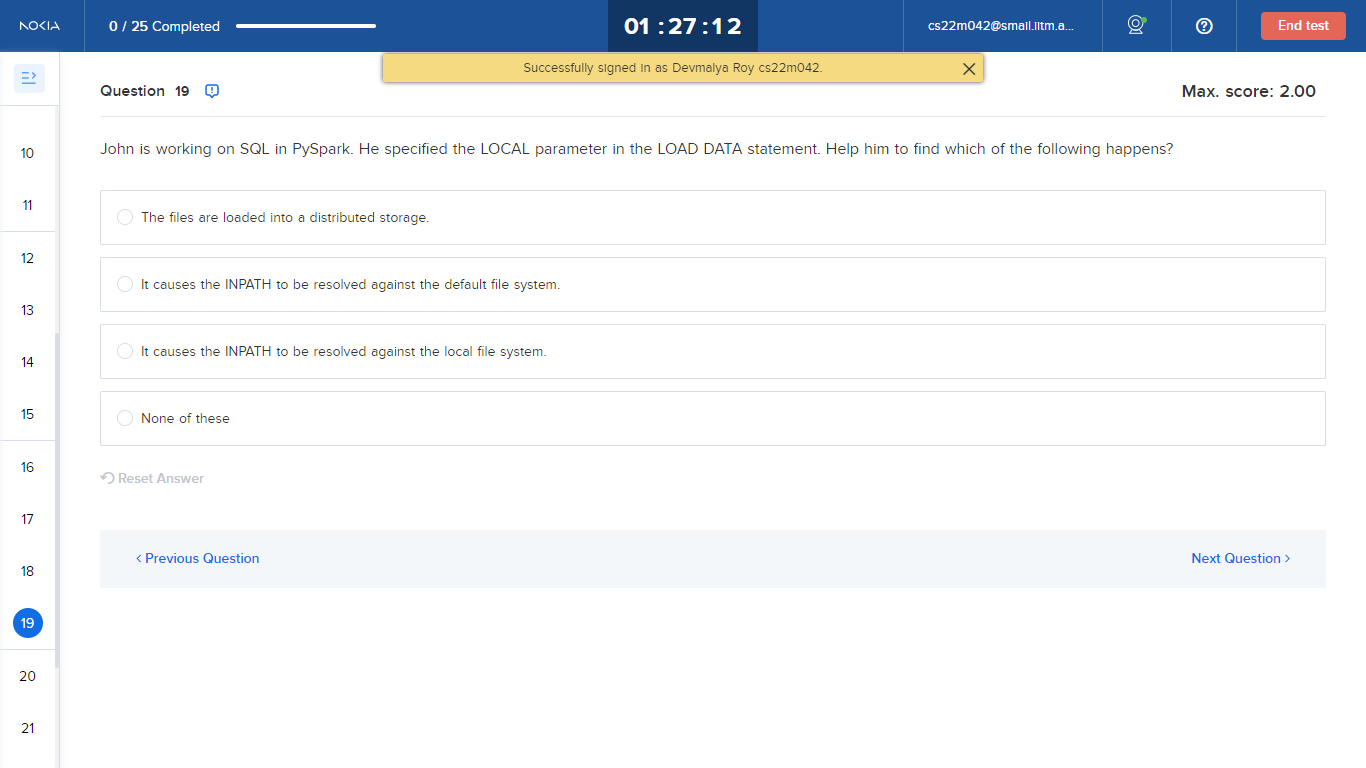 NOKIA
0 / 25 Completed
01 : 27 : 12
cs22m042@smail.iitm.a...
End test
Successfully signed in as Devmalya Roy cs22m042.
Question 19
Max. score: 2.00
John is working on SQL in PySpark. He specified the LOCAL parameter in the LOAD DATA statement. Help him to find which of the following happens?
The files are loaded into a distributed storage.
It causes the INPATH to be resolved against the default file system.
It causes the INPATH to be resolved against the local file system.
None of these
Reset Answer
< Previous Question
Next Question >
10
11
12
13
14
15
16
17
18
19
20
21